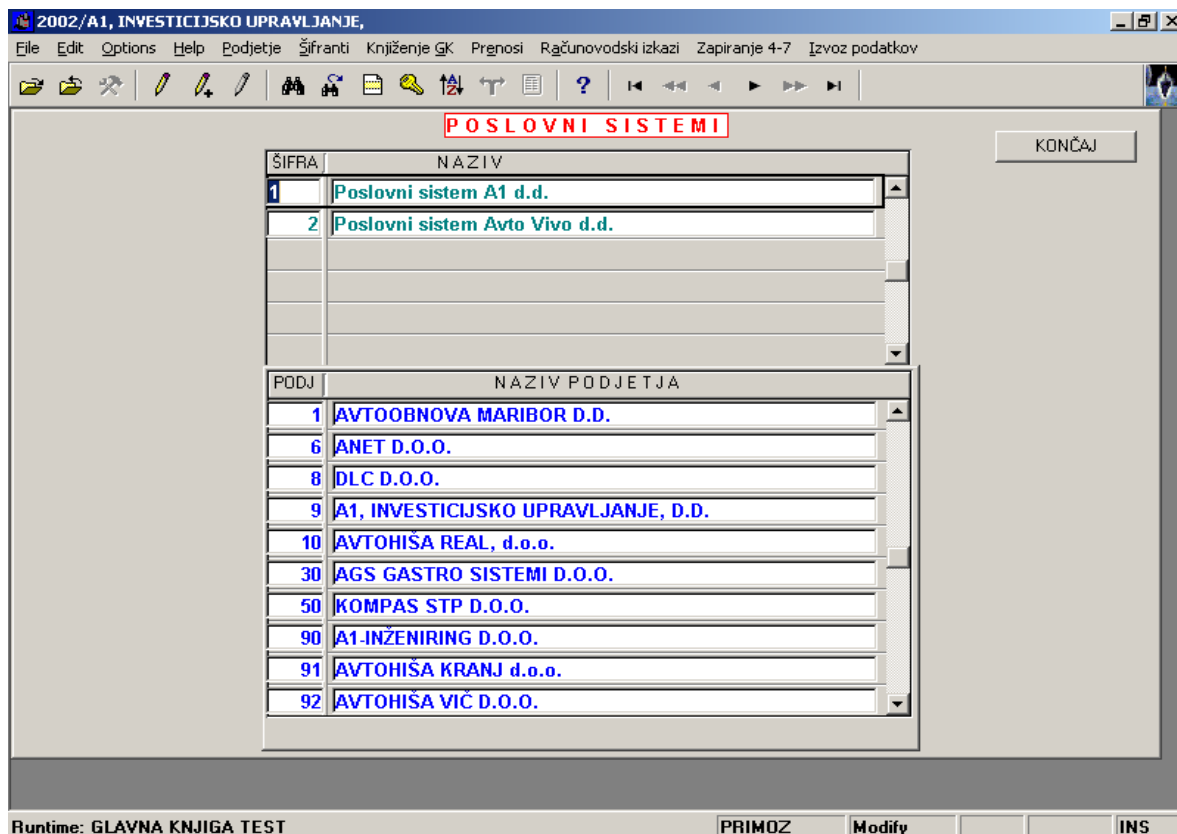 2002/A1, INVESTICIJSKO UPRAVLJANJE,
File Edit Options Help Podjetje Šifranti Knjiženje GK Prenosi Računovodski izkazi Zapiranje 4-7 Izvoz podatkov
POSLOVNI SISTEMI
KONČAJ
ŠIFRA NAZIV
1 Poslovni sistem A1 d.d.
2 Poslovni sistem Avto Vivo d.d.
PODJ NAZIV PODJETJA
1 AVTOOBNOVA MARIBOR D.D.
6 ANET D.O.O.
8 DLC D.O.O.
9 A1, INVESTICIJSKO UPRAVLJANJE, D.D.
10 AVTOHIŠA REAL, d.o.o.
30 AGS GASTRO SISTEMI D.O.O.
50 KOMPAS STP D.O.O.
90 A1-INŽENIRING D.O.O.
91 AVTOHIŠA KRANJ d.o.o.
92 AVTOHIŠA VIČ D.O.O.
Runtime: GLAVNA KNJIGA TEST PRIMOZ Modify INS